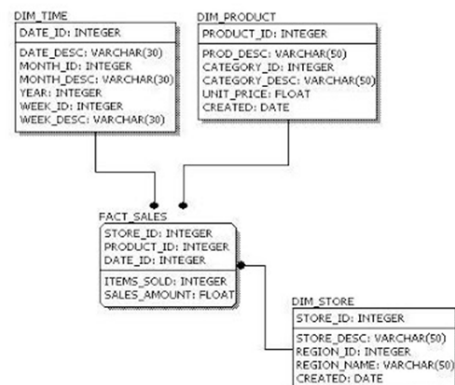 DIM_TIME
DATE_ID: INTEGER
DATE_DESC: VARCHAR(30)
MONTH_ID: INTEGER
MONTH_DESC: VARCHAR(30)
YEAR: INTEGER
WEEK_ID: INTEGER
WEEK_DESC: VARCHAR(30)
DIM_PRODUCT
PRODUCT_ID: INTEGER
PROD_DESC: VARCHAR(50)
CATEGORY_ID: INTEGER
CATEGORY_DESC: VARCHAR(50)
UNIT_PRICE: FLOAT
CREATED: DATE
FACT_SALES
STORE_ID: INTEGER
PRODUCT_ID: INTEGER
DATE_ID: INTEGER
ITEMS_SOLD: INTEGER
SALES_AMOUNT: FLOAT
DIM_STORE
STORE_ID: INTEGER
STORE_DESC: VARCHAR(50)
REGION_ID: INTEGER
REGION_NAME: VARCHAR(50)
CREATED: DATE